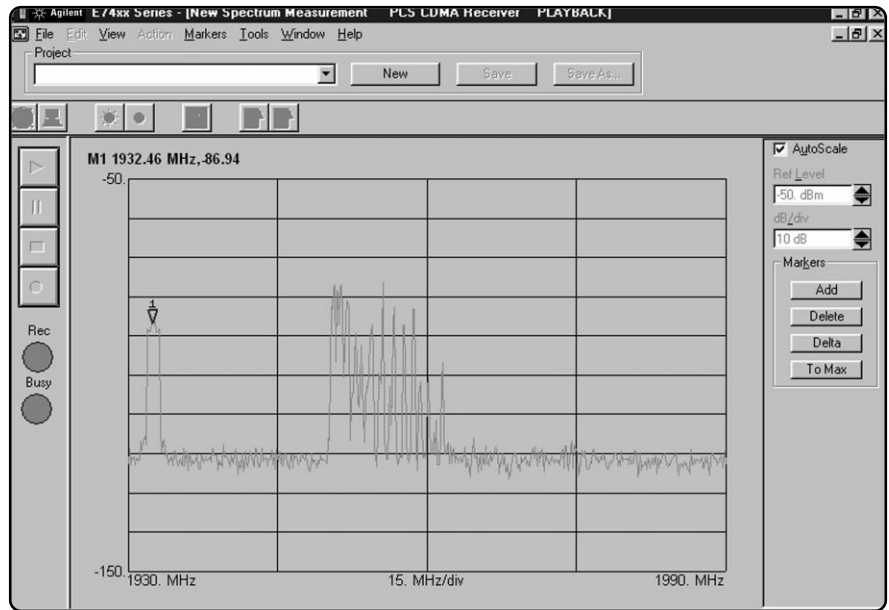 Agilent E74xx Series - [New Spectrum Measurement PCS CDMA Receiver PLAYBACK]
File Edit View Action Markers Tools Window Help
Project
New Save Save As...
M1 1932.46 MHz,-86.94
-50.
1
-150.
1930. MHz 15. MHz/div 1990. MHz
Rec
Busy
AutoScale
Ref Level
-50. dBm
dB/div
10 dB
Markers
Add
Delete
Delta
To Max